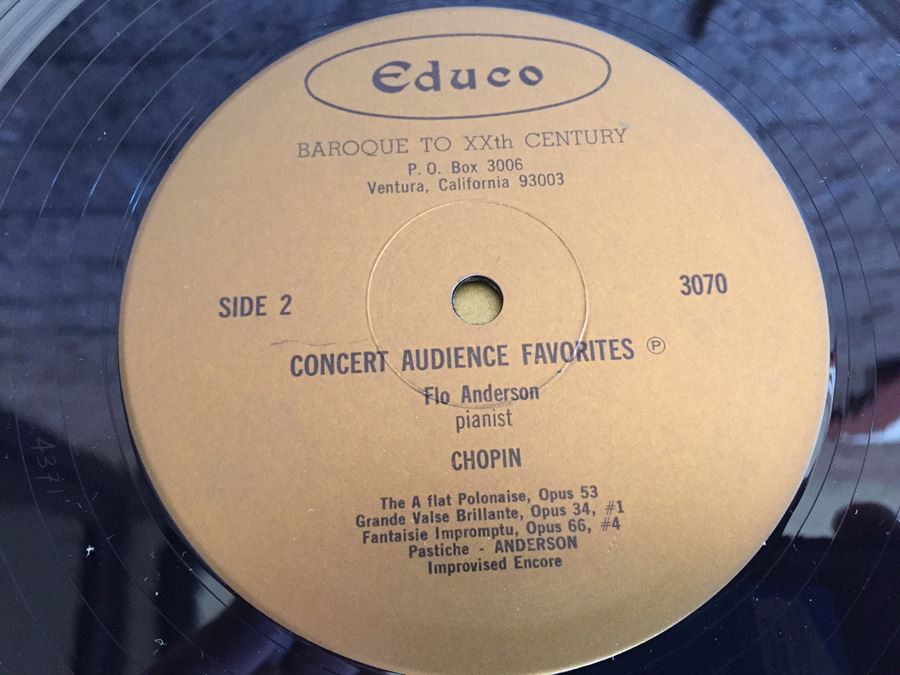 Educo
BAROQUE TO XXth CENTURY
P. O. Box 3006
Ventura, California 93003
SIDE 2
3070
CONCERT AUDIENCE FAVORITES Ⓟ
Flo Anderson
pianist
CHOPIN
The A flat Polonaise, Opus 53
Grande Valse Brillante, Opus 34, #1
Fantaisie Impromptu, Opus 66, #4
Pastiche - ANDERSON
Improvised Encore